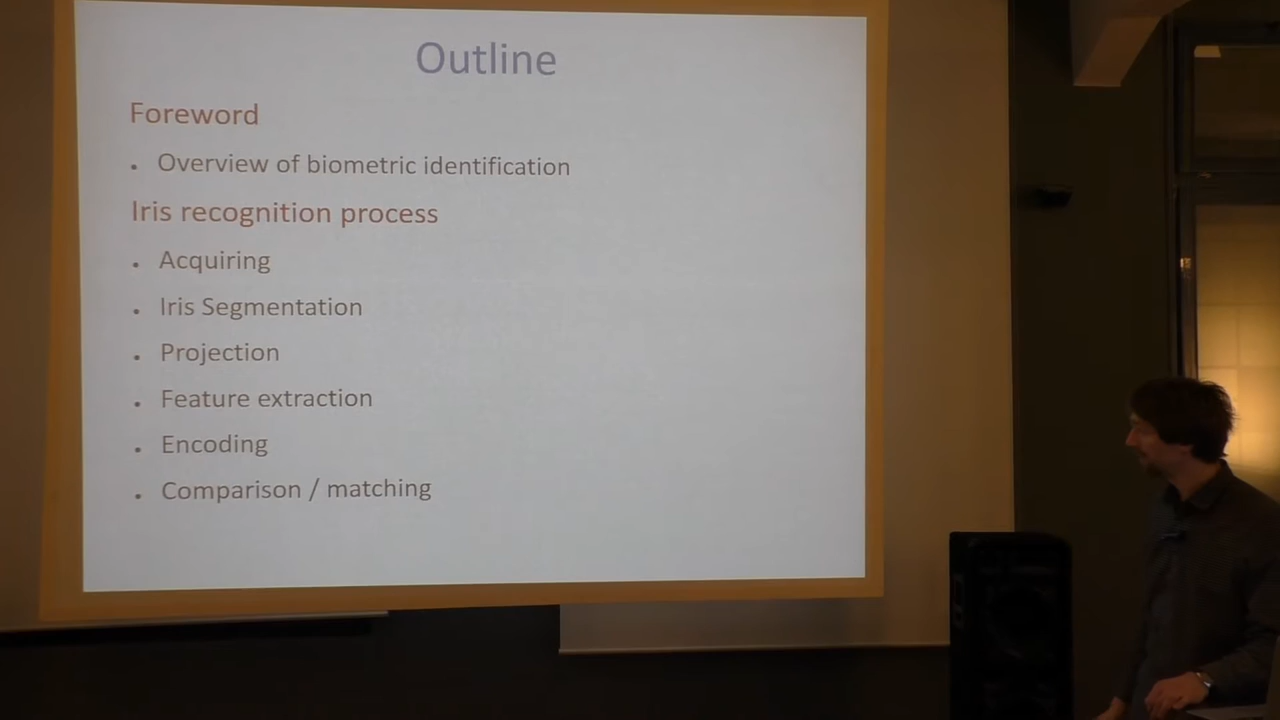 Outline
Foreword
• Overview of biometric identification
Iris recognition process
• Acquiring
• Iris Segmentation
• Projection
• Feature extraction
• Encoding
• Comparison / matching